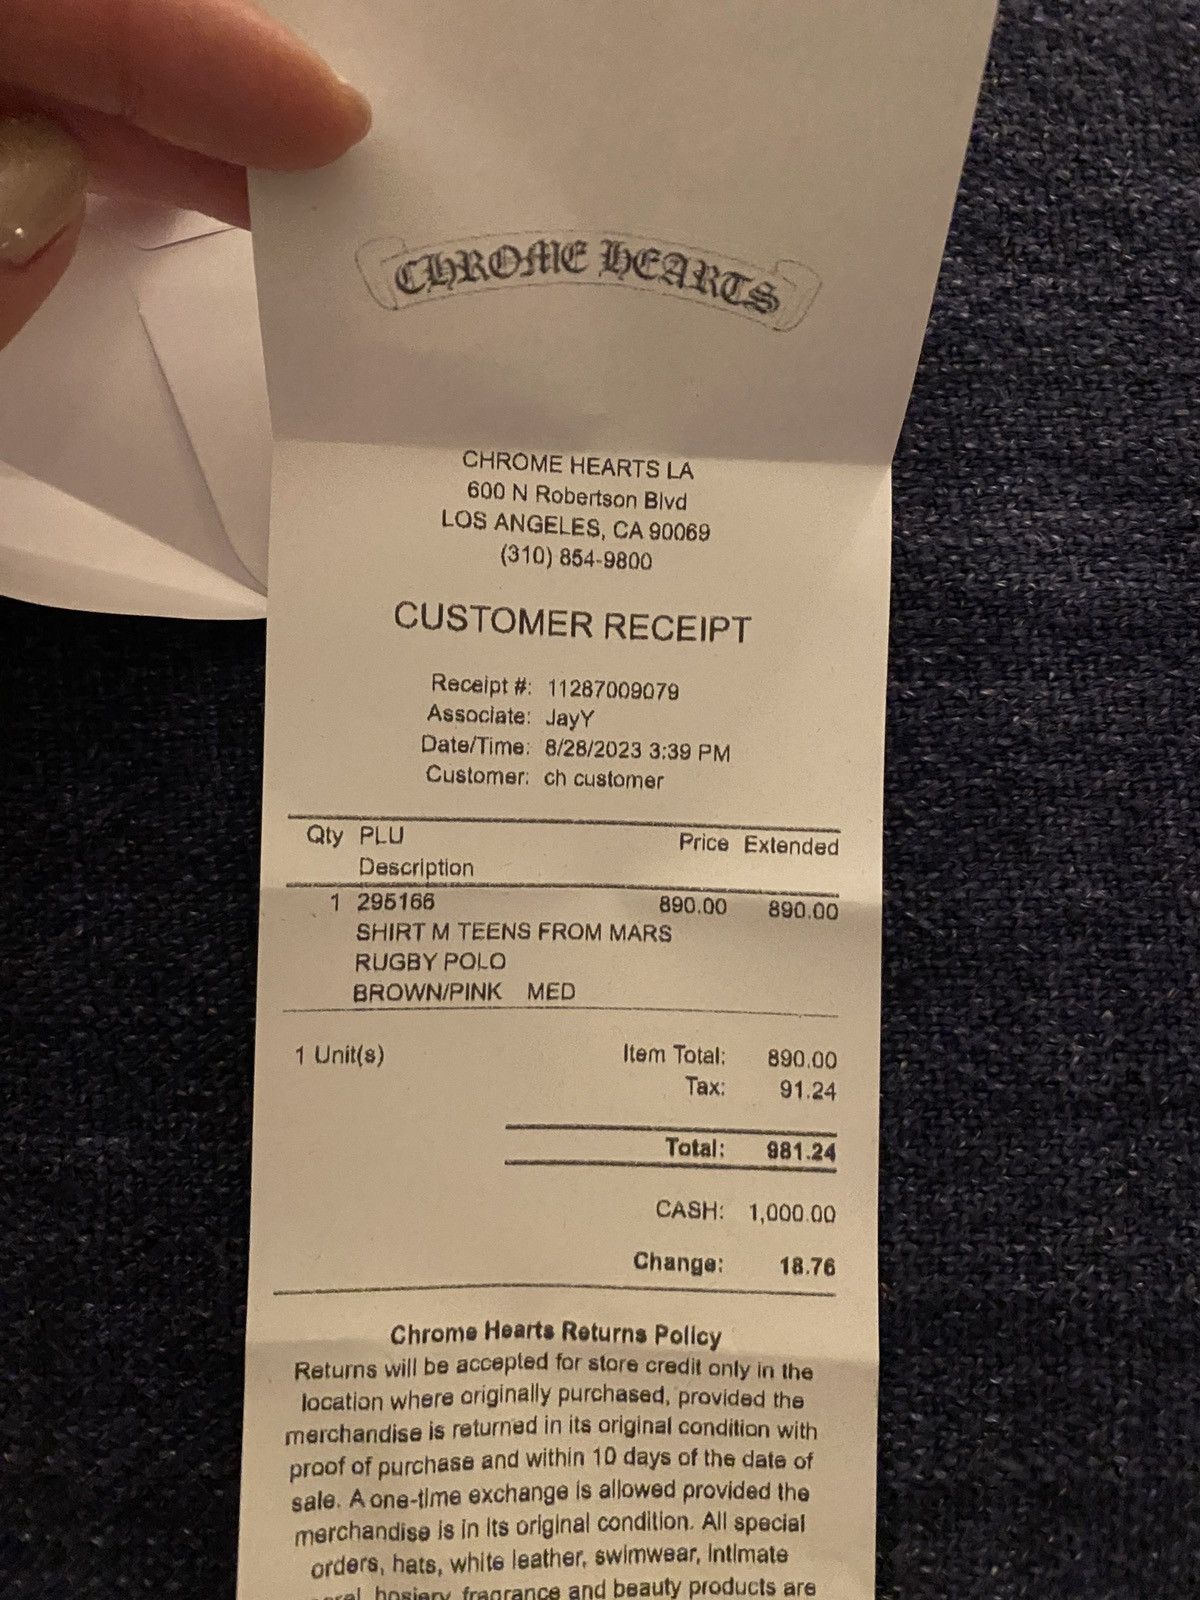 CHROME HEARTS
CHROME HEARTS LA
600 N Robertson Blvd
LOS ANGELES, CA 90069
(310) 854-9800
CUSTOMER RECEIPT
Receipt #: 11287009079
Associate: JayY
Date/Time: 8/28/2023 3:39 PM
Customer: ch customer
Qty PLU Price Extended
Description
1 295166 890.00 890.00
SHIRT M TEENS FROM MARS
RUGBY POLO
BROWN/PINK MED
1 Unit(s) Item Total: 890.00
Tax: 91.24
Total: 981.24
CASH: 1,000.00
Change: 18.76
Chrome Hearts Returns Policy
Returns will be accepted for store credit only in the
location where originally purchased, provided the
merchandise is returned in its original condition with
proof of purchase and within 10 days of the date of
sale. A one-time exchange is allowed provided the
merchandise is in its original condition. All special
orders, hats, white leather, swimwear, intimate
hosiery, fragrance and beauty products are